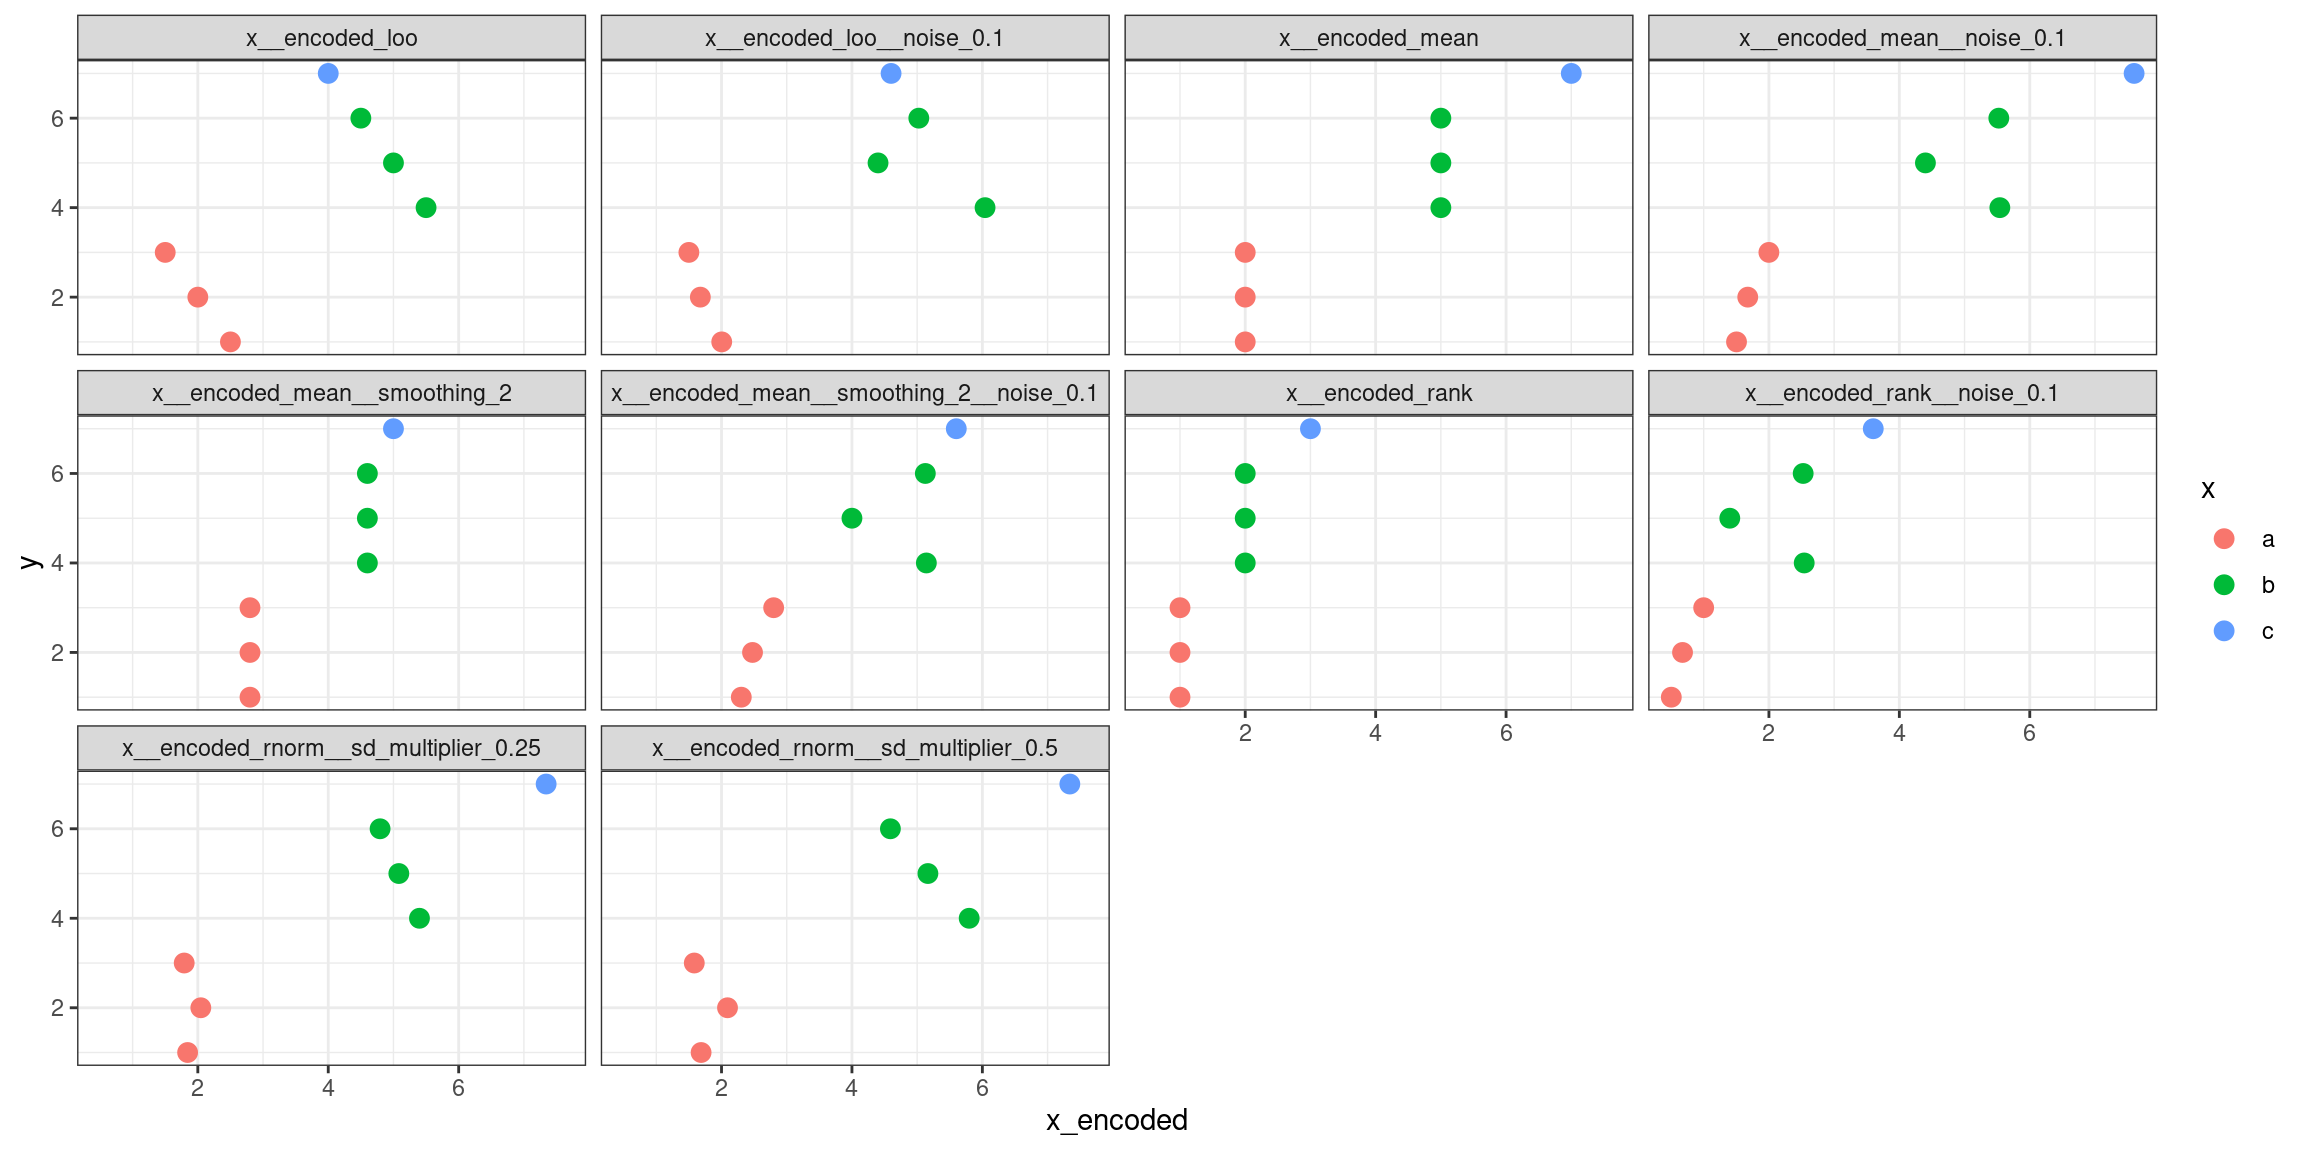 x__encoded_loo
x__encoded_loo__noise_0.1
x__encoded_mean
x__encoded_mean__noise_0.1
6
4
2
x__encoded_mean__smoothing_2
x__encoded_mean__smoothing_2__noise_0.1
x__encoded_rank
x__encoded_rank__noise_0.1
6
4
2
2 4 6
2 4 6
x__encoded_rnorm__sd_multiplier_0.25
x__encoded_rnorm__sd_multiplier_0.5
6
4
2
2 4 6
2 4 6
x_encoded
y
x
a
b
c